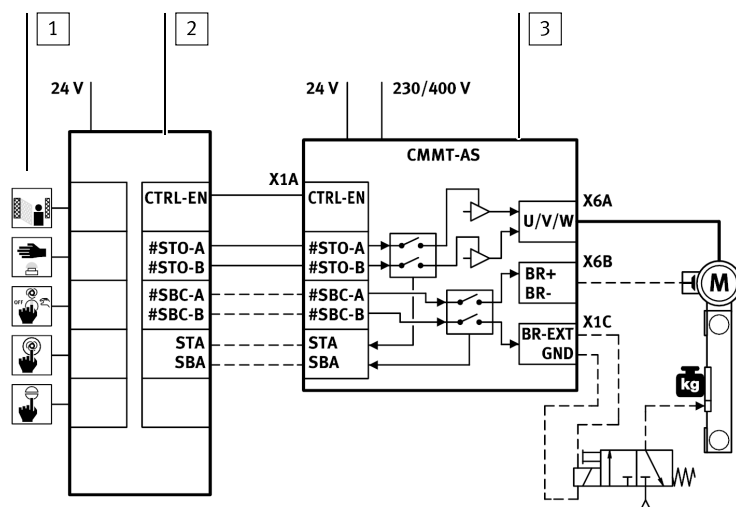 1
2
3
24 V
24 V
230/400 V
CMMT-AS
X1A
CTRL-EN
CTRL-EN
X6A
U/V/W
#STO-A
#STO-B
#STO-A
#STO-B
X6B
BR+
BR-
M
OFF
#SBC-A
#SBC-B
#SBC-A
#SBC-B
X1C
BR-EXT
GND
STA
SBA
STA
SBA
kg